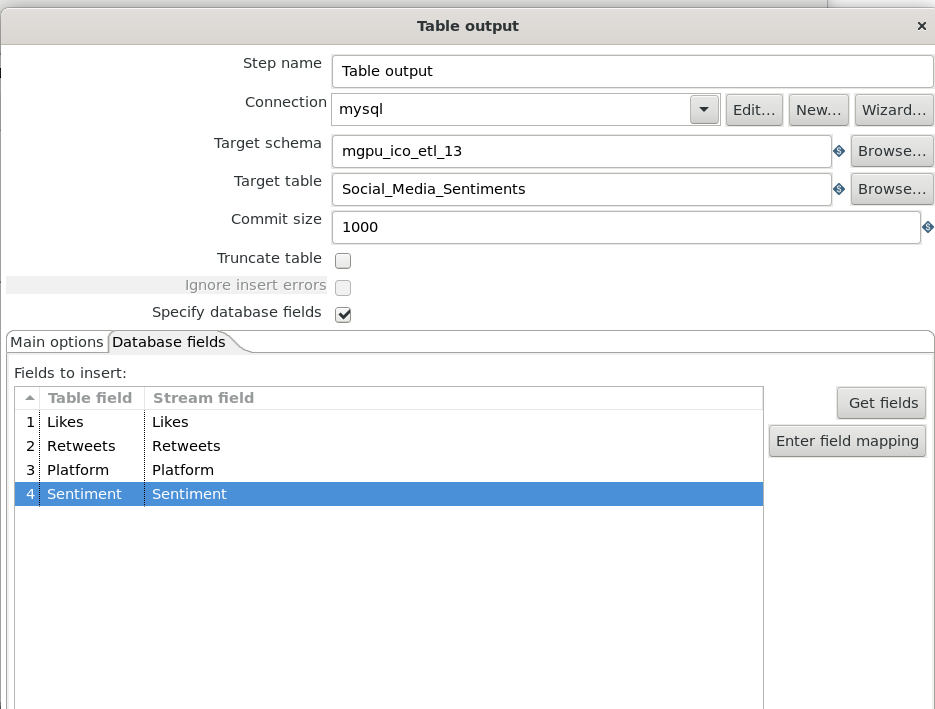 Table output
Step name Table output
Connection mysql Edit... New... Wizard...
Target schema mgpu_ico_etl_13 Browse...
Target table Social_Media_Sentiments Browse...
Commit size 1000
Truncate table
Ignore insert errors
Specify database fields
Main options Database fields
Fields to insert:
Table field Stream field Get fields
1 Likes Likes
2 Retweets Retweets Enter field mapping
3 Platform Platform
4 Sentiment Sentiment